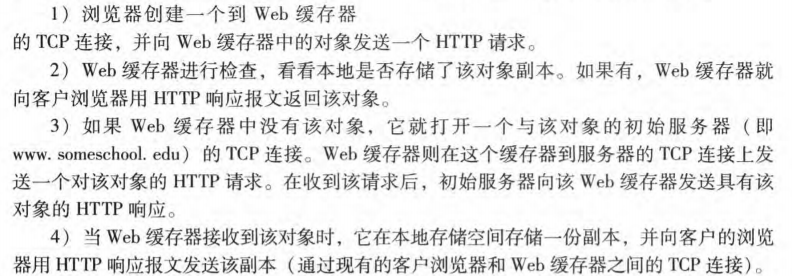 1）浏览器创建一个到 Web 缓存器
的 TCP 连接，并向 Web 缓存器中的对象发送一个 HTTP 请求。
2）Web 缓存器进行检查，看看本地是否存储了该对象副本。如果有，Web 缓存器就
向客户浏览器用 HTTP 响应报文返回该对象。
3）如果 Web 缓存器中没有该对象，它就打开一个与该对象的初始服务器（即
www. someschool. edu）的 TCP 连接。Web 缓存器则在这个缓存器到服务器的 TCP 连接上发
送一个对该对象的 HTTP 请求。在收到该请求后，初始服务器向该 Web 缓存器发送具有该
对象的 HTTP 响应。
4）当 Web 缓存器接收到该对象时，它在本地存储空间存储一份副本，并向客户的浏览
器用 HTTP 响应报文发送该副本（通过现有的客户浏览器和 Web 缓存器之间的 TCP 连接）。